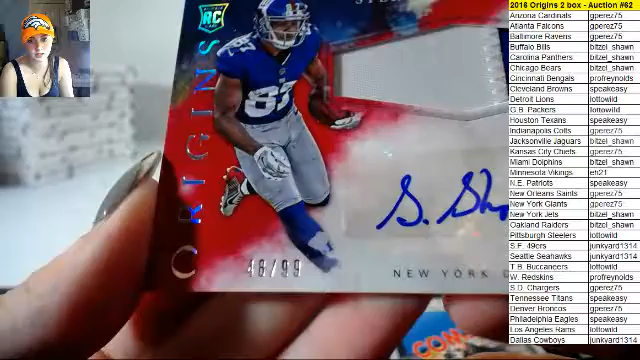 2016 Origins 2 box - Auction #62
Arizona Cardinals gperez75
Atlanta Falcons gperez75
Baltimore Ravens gperez75
Buffalo Bills bitzel_shawn
Carolina Panthers bitzel_shawn
Chicago Bears bitzel_shawn
Cincinnati Bengals profreynolds
Cleveland Browns speakeasy
Detroit Lions lottowild
G.B. Packers lottowild
Houston Texans speakeasy
Indianapolis Colts gperez75
Jacksonville Jaguars bitzel_shawn
Kansas City Chiefs gperez75
Miami Dolphins bitzel_shawn
Minnesota Vikings eh21
N.E. Patriots speakeasy
New Orleans Saints gperez75
New York Giants gperez75
New York Jets bitzel_shawn
Oakland Raiders bitzel_shawn
Pittsburgh Steelers lottowild
S.F. 49ers junkyard1314
Seattle Seahawks junkyard1314
T.B. Buccaneers lottowild
W. Redskins profreynolds
S.D. Chargers gperez75
Tennessee Titans speakeasy
Denver Broncos gperez75
Philadelphia Eagles speakeasy
Los Angeles Rams lottowild
Dallas Cowboys junkyard1314
RC
ORIGINS
87
S. Sh
48/99
NEW YORK